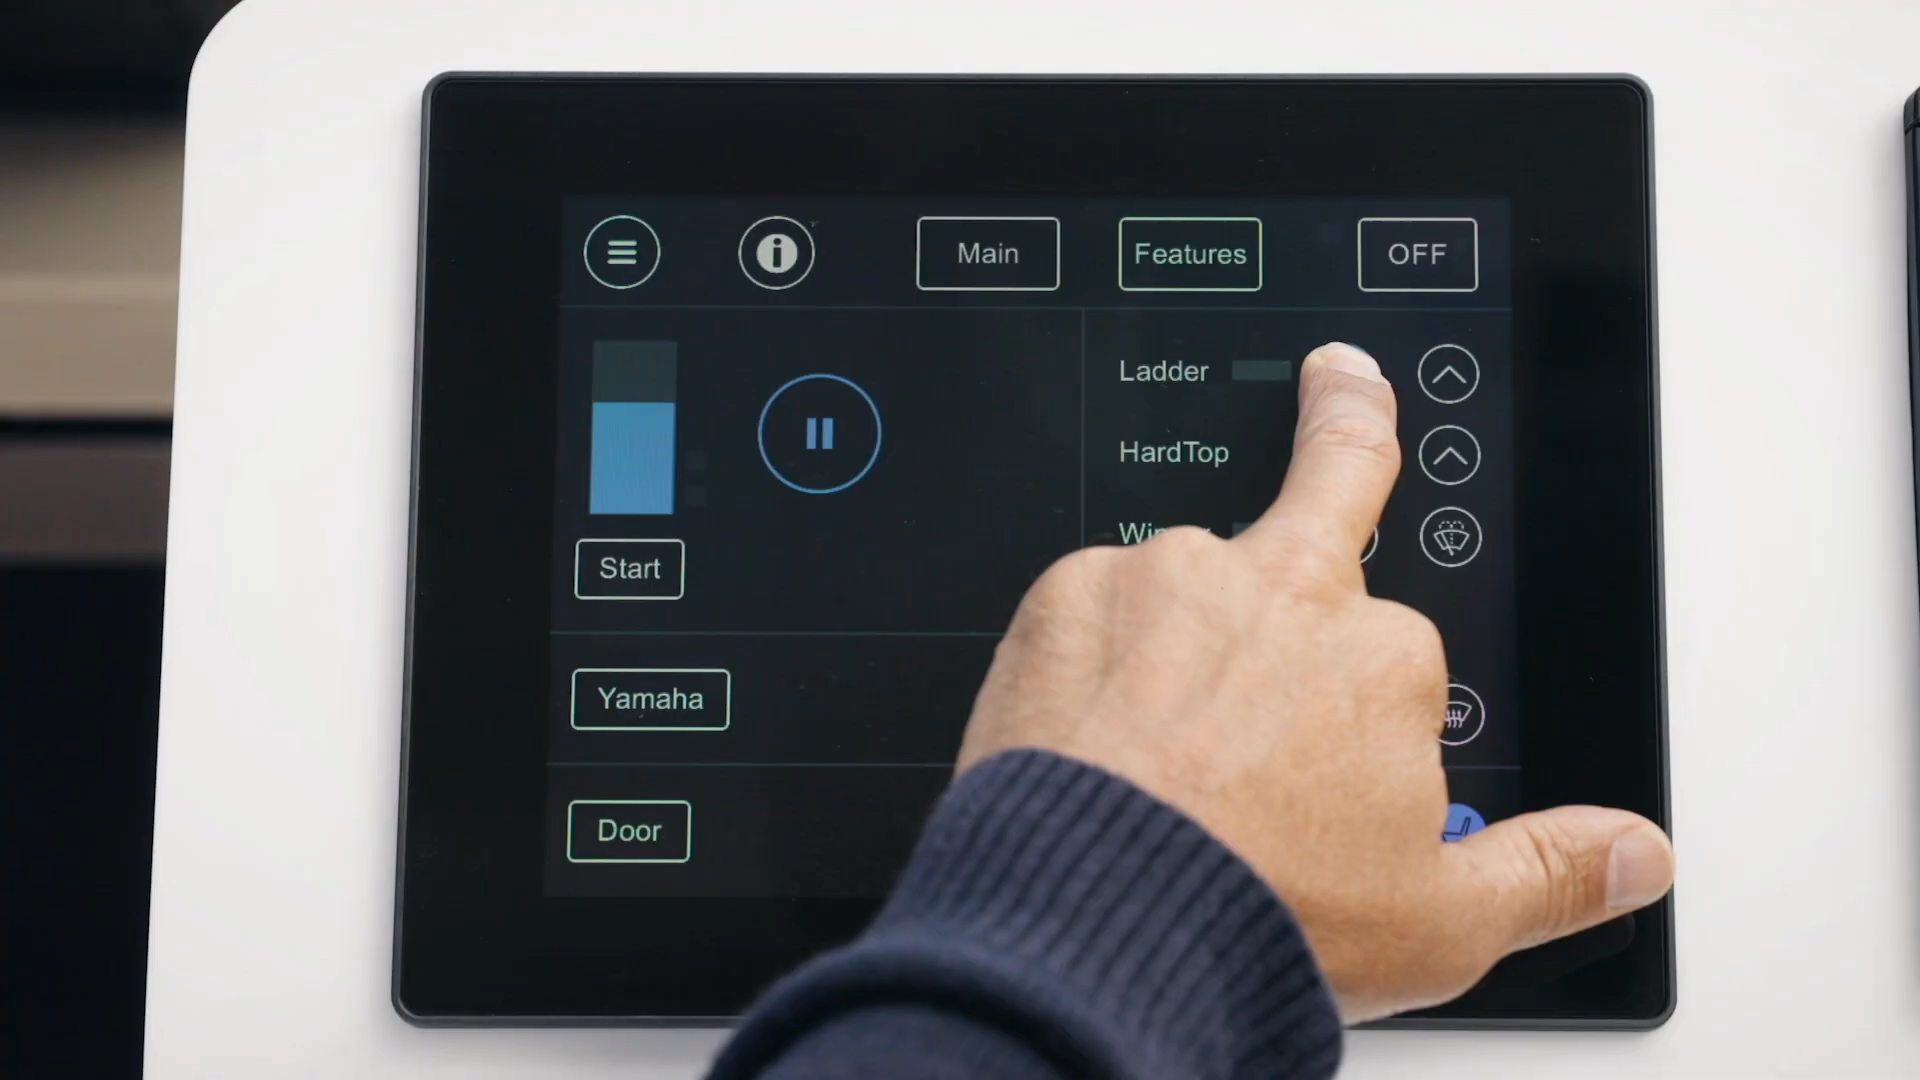 Main
Features
OFF
Ladder
HardTop
Start
Yamaha
Door